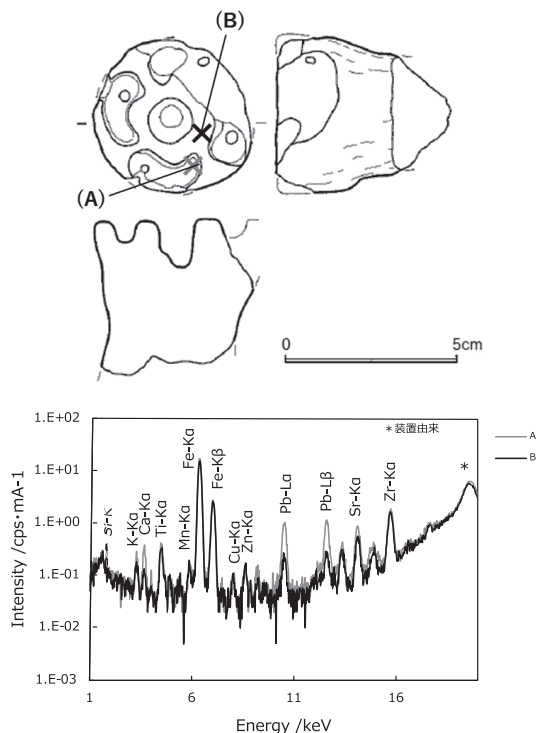 (B)
(A)
0 5cm
1.E+02
1.E+01
1.E+00
1.E-01
1.E-02
1.E-03
Intensity /cps・mA-1
Si-K
K-Kα
Ca-Kα
Ti-Kα
Mn-Kα
Fe-Kα
Fe-Kβ
Cu-Kα
Zn-Kα
Pb-Lα
Pb-Lβ
Sr-Kα
Zr-Kα
*装置由来
*
A
B
1 6 11 16
Energy /keV